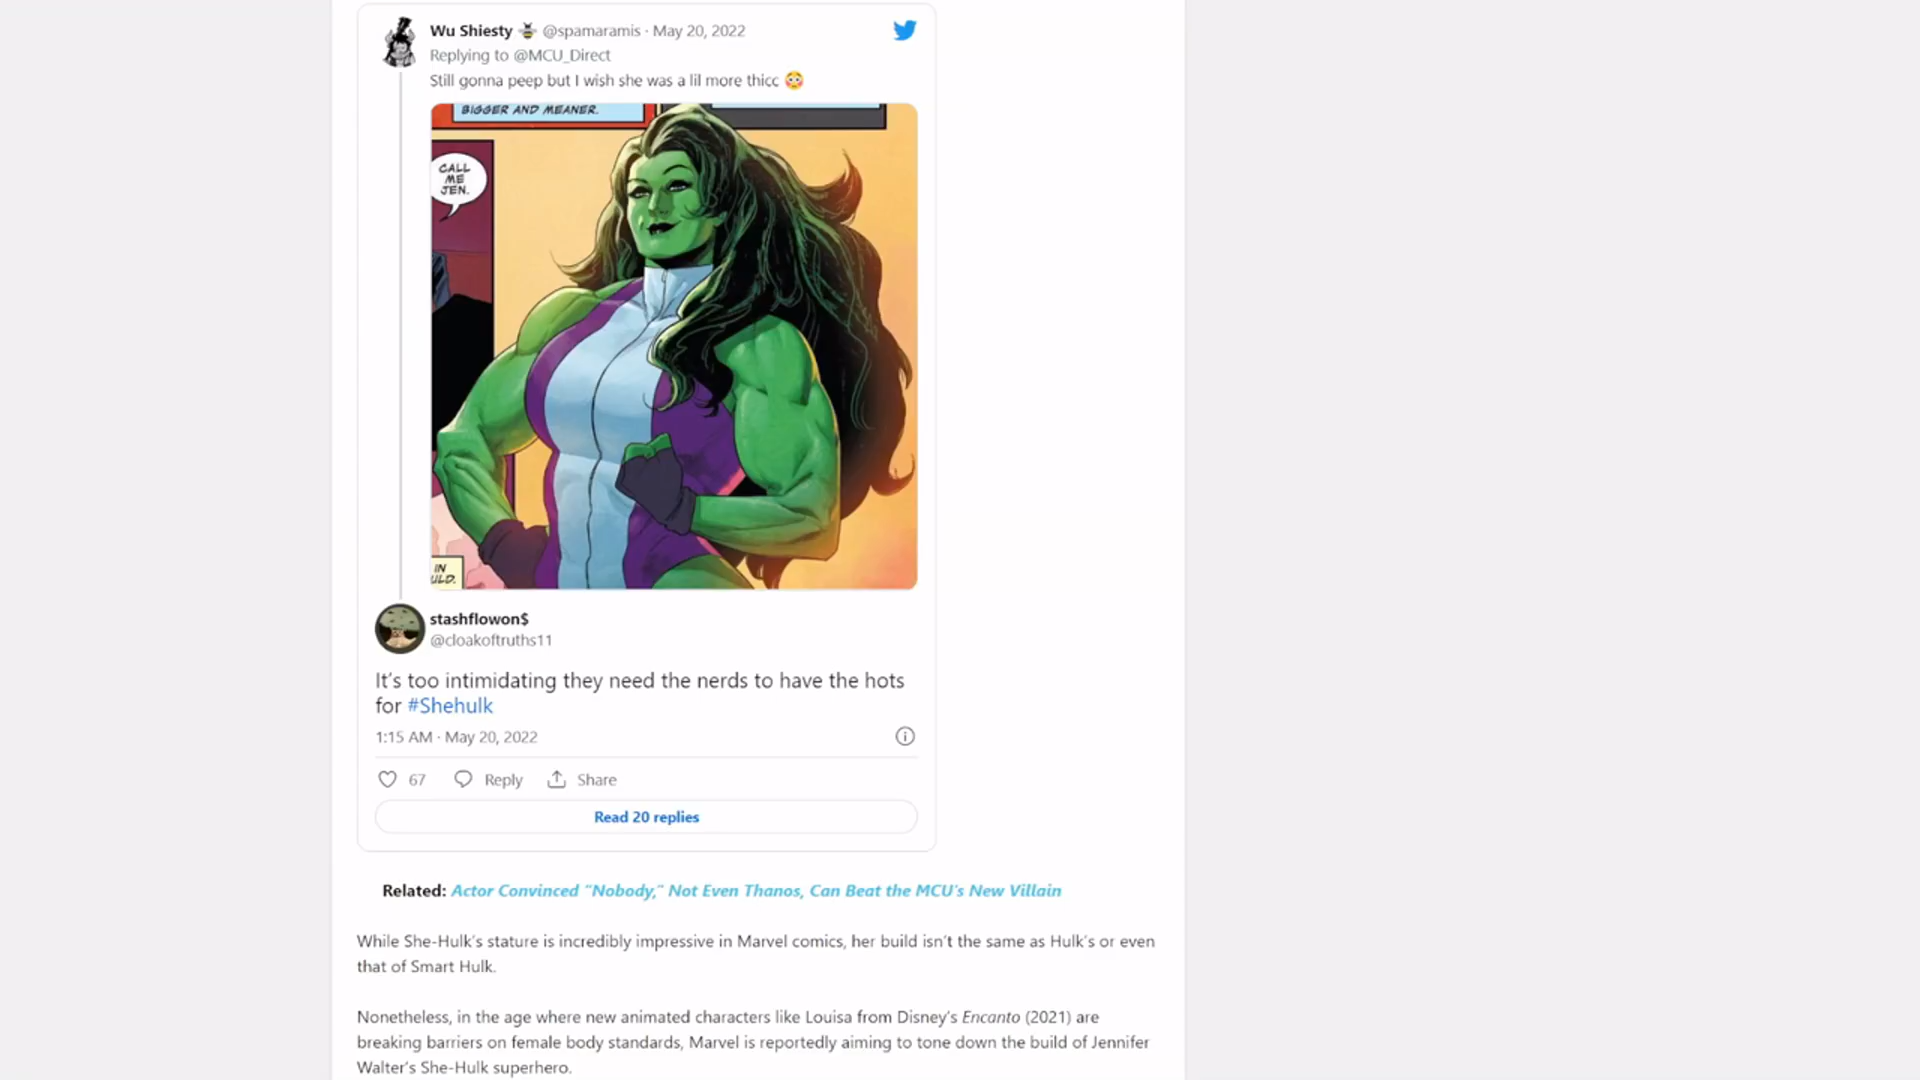 Wu Shiesty 🐝 @spamaramis · May 20, 2022
Replying to @MCU_Direct
Still gonna peep but I wish she was a lil more thicc 😳
BIGGER AND MEANER.
CALL
ME
JEN.
IN
ULD.
stashflowon$
@cloakoftruths11
It's too intimidating they need the nerds to have the hots
for #Shehulk
1:15 AM · May 20, 2022
67 Reply Share
Read 20 replies
Related: Actor Convinced "Nobody," Not Even Thanos, Can Beat the MCU's New Villain
While She-Hulk's stature is incredibly impressive in Marvel comics, her build isn't the same as Hulk's or even
that of Smart Hulk.
Nonetheless, in the age where new animated characters like Louisa from Disney's Encanto (2021) are
breaking barriers on female body standards, Marvel is reportedly aiming to tone down the build of Jennifer
Walter's She-Hulk superhero.